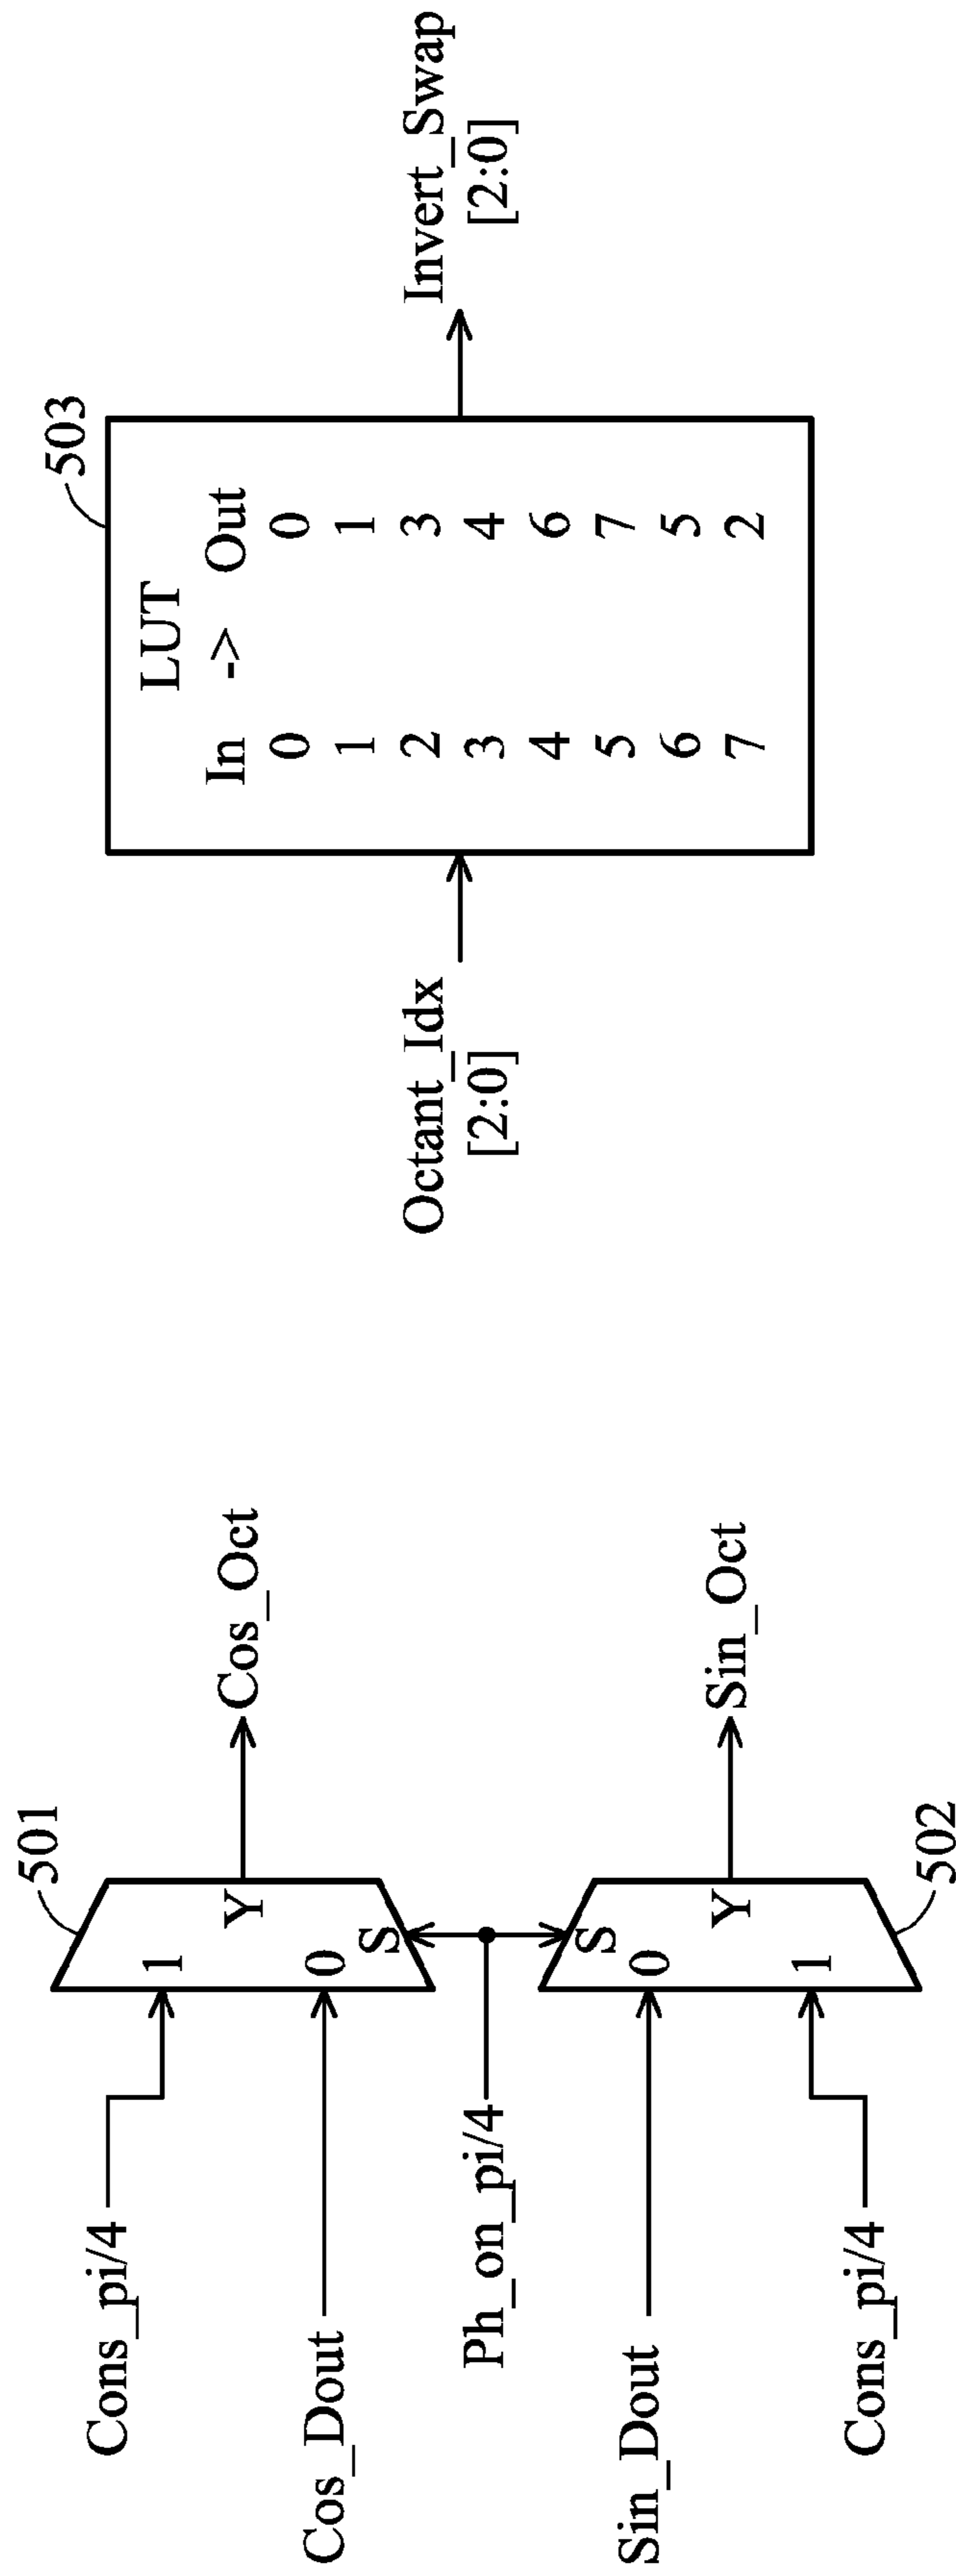 501
Cons_pi/4
1
Y
Cos_Oct
Cos_Dout
0
S
Ph_on_pi/4
S
Sin_Dout
0
Y
Sin_Oct
Cons_pi/4
1
502
503
LUT
In -> Out
0 0
1 1
2 3
3 4
4 6
5 7
6 5
7 2
Octant_Idx
[2:0]
Invert_Swap
[2:0]